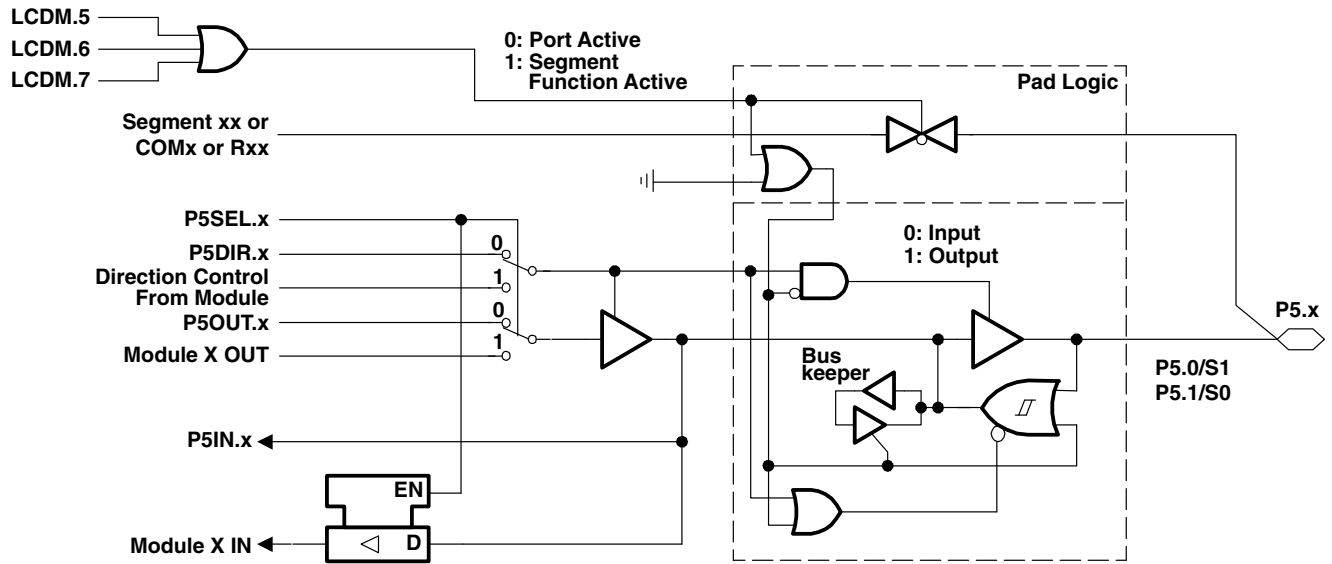 LCDM.5
LCDM.6
LCDM.7
0: Port Active
1: Segment
Function Active
Pad Logic
Segment xx or
COMx or Rxx
P5SEL.x
P5DIR.x
0
Direction Control
From Module
1
P5OUT.x
0
Module X OUT
1
0: Input
1: Output
Bus
keeper
P5.x
P5.0/S1
P5.1/S0
P5IN.x
EN
Module X IN
D